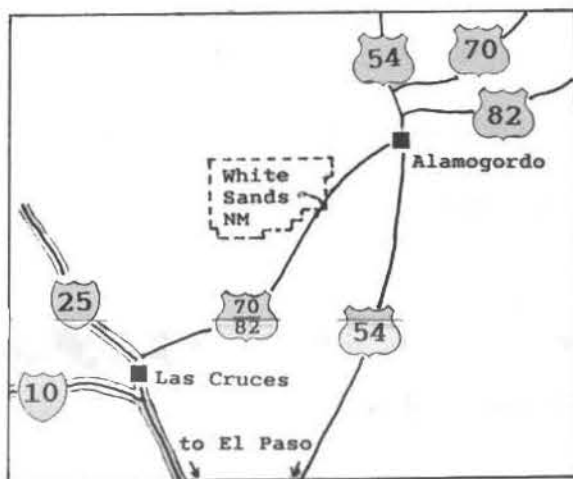 54
70
82
Alamogordo
White
Sands
NM
25
70
82
54
10
Las Cruces
to El Paso